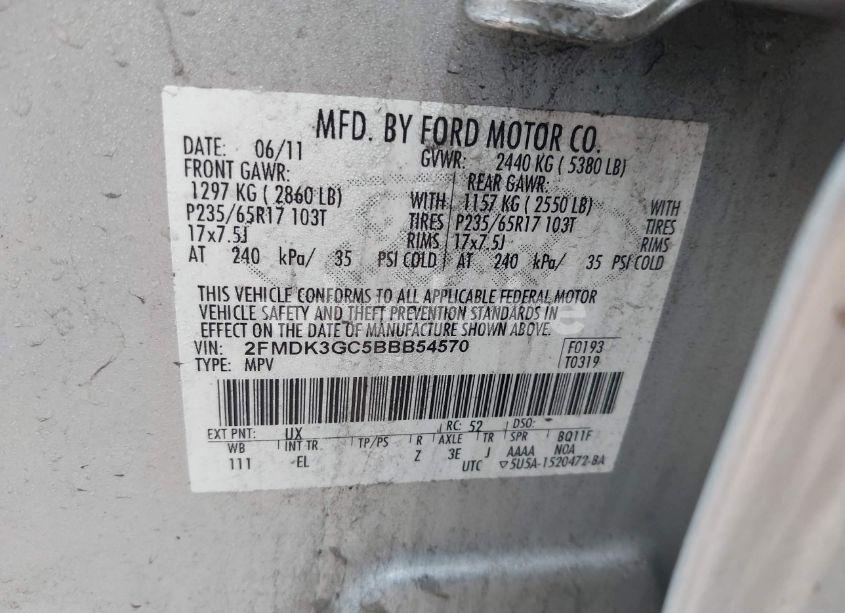 MFD. BY FORD MOTOR CO.
DATE: 06/11 GVWR: 2440 KG ( 5380 LB)
FRONT GAWR: REAR GAWR:
1297 KG ( 2860 LB) WITH 1157 KG ( 2550 LB) WITH
P235/65R17 103T TIRES P235/65R17 103T TIRES
17x7.5J RIMS 17x7.5J RIMS
AT 240 kPa/ 35 PSI COLD AT 240 kPa/ 35 PSI COLD
THIS VEHICLE CONFORMS TO ALL APPLICABLE FEDERAL MOTOR
VEHICLE SAFETY AND THEFT PREVENTION STANDARDS IN
EFFECT ON THE DATE OF MANUFACTURE SHOWN ABOVE.
VIN: 2FMDK3GC5BBB54570 F0193
TYPE: MPV T0319
EXT PNT: UX RC: 52 DSO:
WB INT TR TP/PS R AXLE TR SPR BQ11F
111 EL Z 3E J AAAA NOA
UTC ▽5U5A-1520472-BA